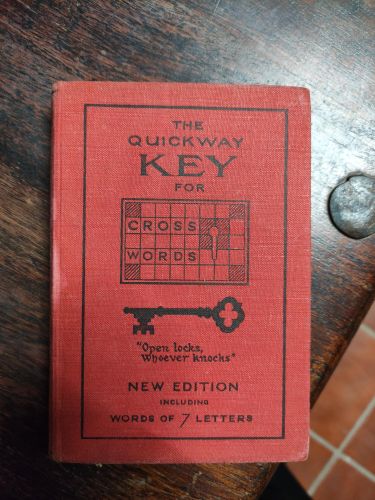 THE
QUICKWAY
KEY
FOR
CROSS
WORDS
"Open locks,
Whoever knocks"
NEW EDITION
INCLUDING
WORDS OF 7 LETTERS